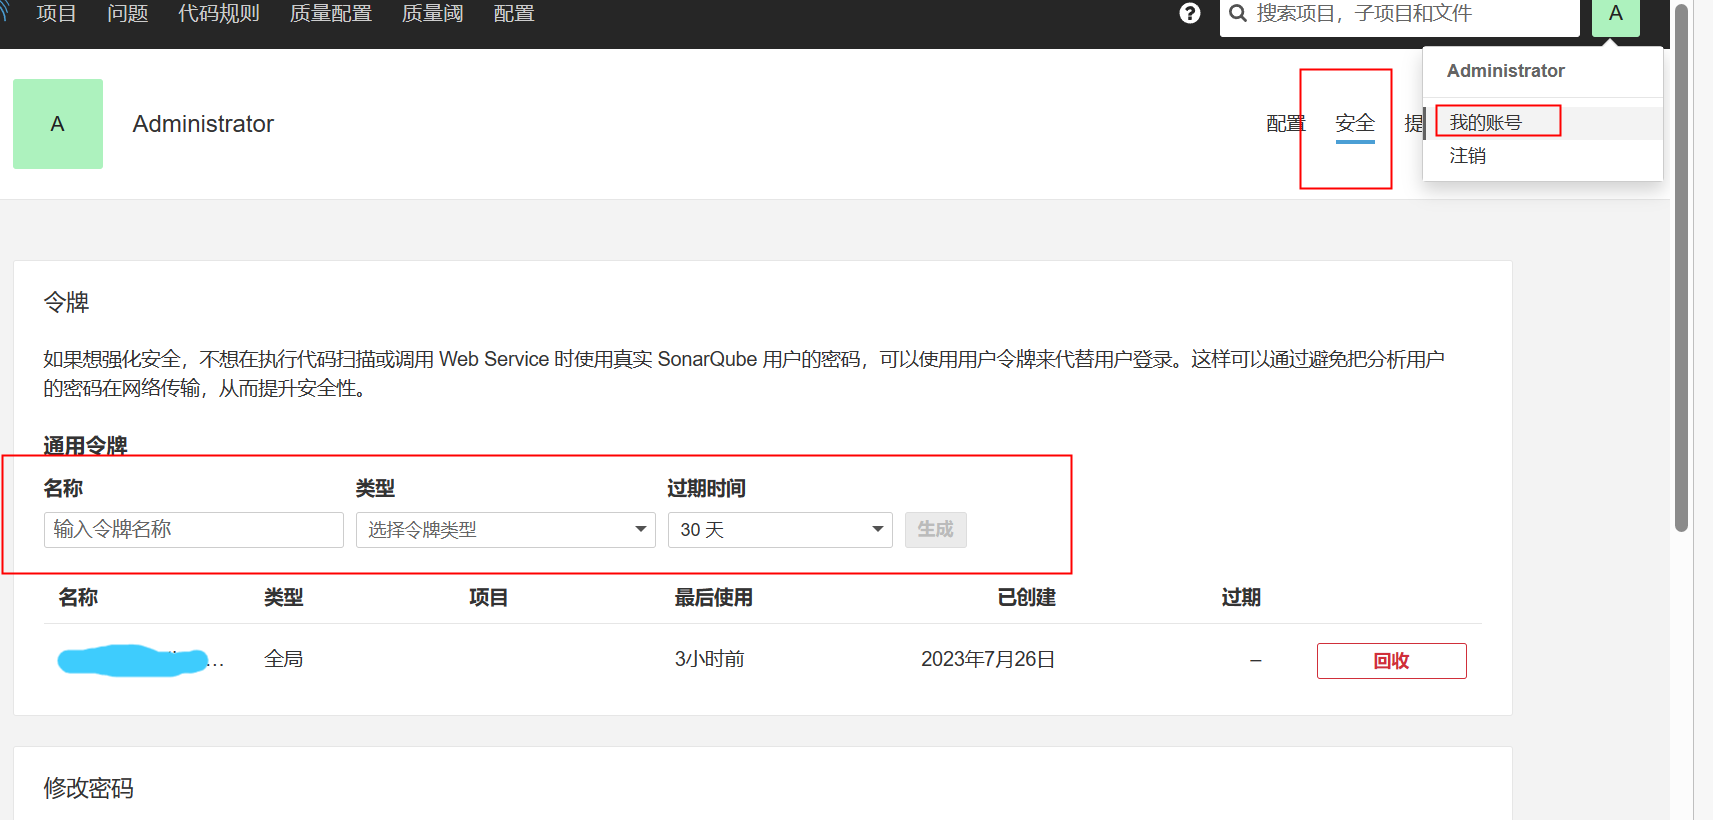 项目 问题 代码规则 质量配置 质量阈 配置 ? 搜索项目，子项目和文件 A
Administrator
我的账号
注销
A Administrator 配置 安全 提
令牌
如果想强化安全，不想在执行代码扫描或调用 Web Service 时使用真实 SonarQube 用户的密码，可以使用用户令牌来代替用户登录。这样可以通过避免把分析用户
的密码在网络传输，从而提升安全性。
通用令牌
名称 类型 过期时间
输入令牌名称 选择令牌类型 30 天 生成
名称 类型 项目 最后使用 已创建 过期
... 全局 3小时前 2023年7月26日 – 回收
修改密码